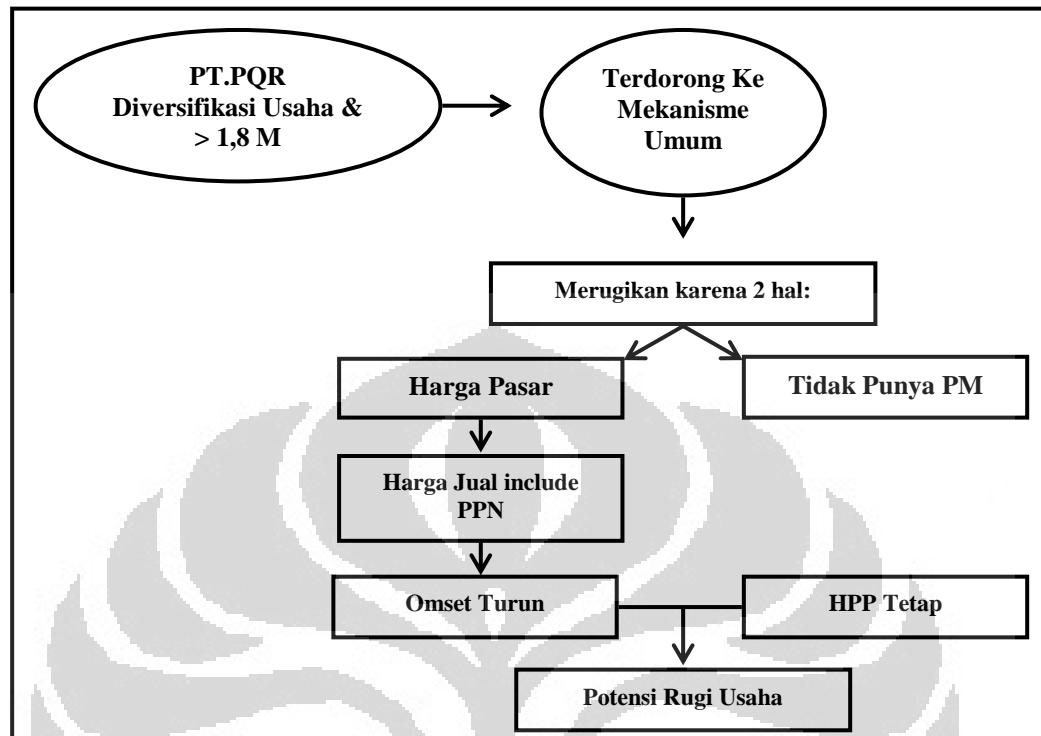 PT.PQR
Diversifikasi Usaha &
> 1,8 M
Terdorong Ke
Mekanisme
Umum
Merugikan karena 2 hal:
Harga Pasar
Tidak Punya PM
Harga Jual include
PPN
Omset Turun
HPP Tetap
Potensi Rugi Usaha